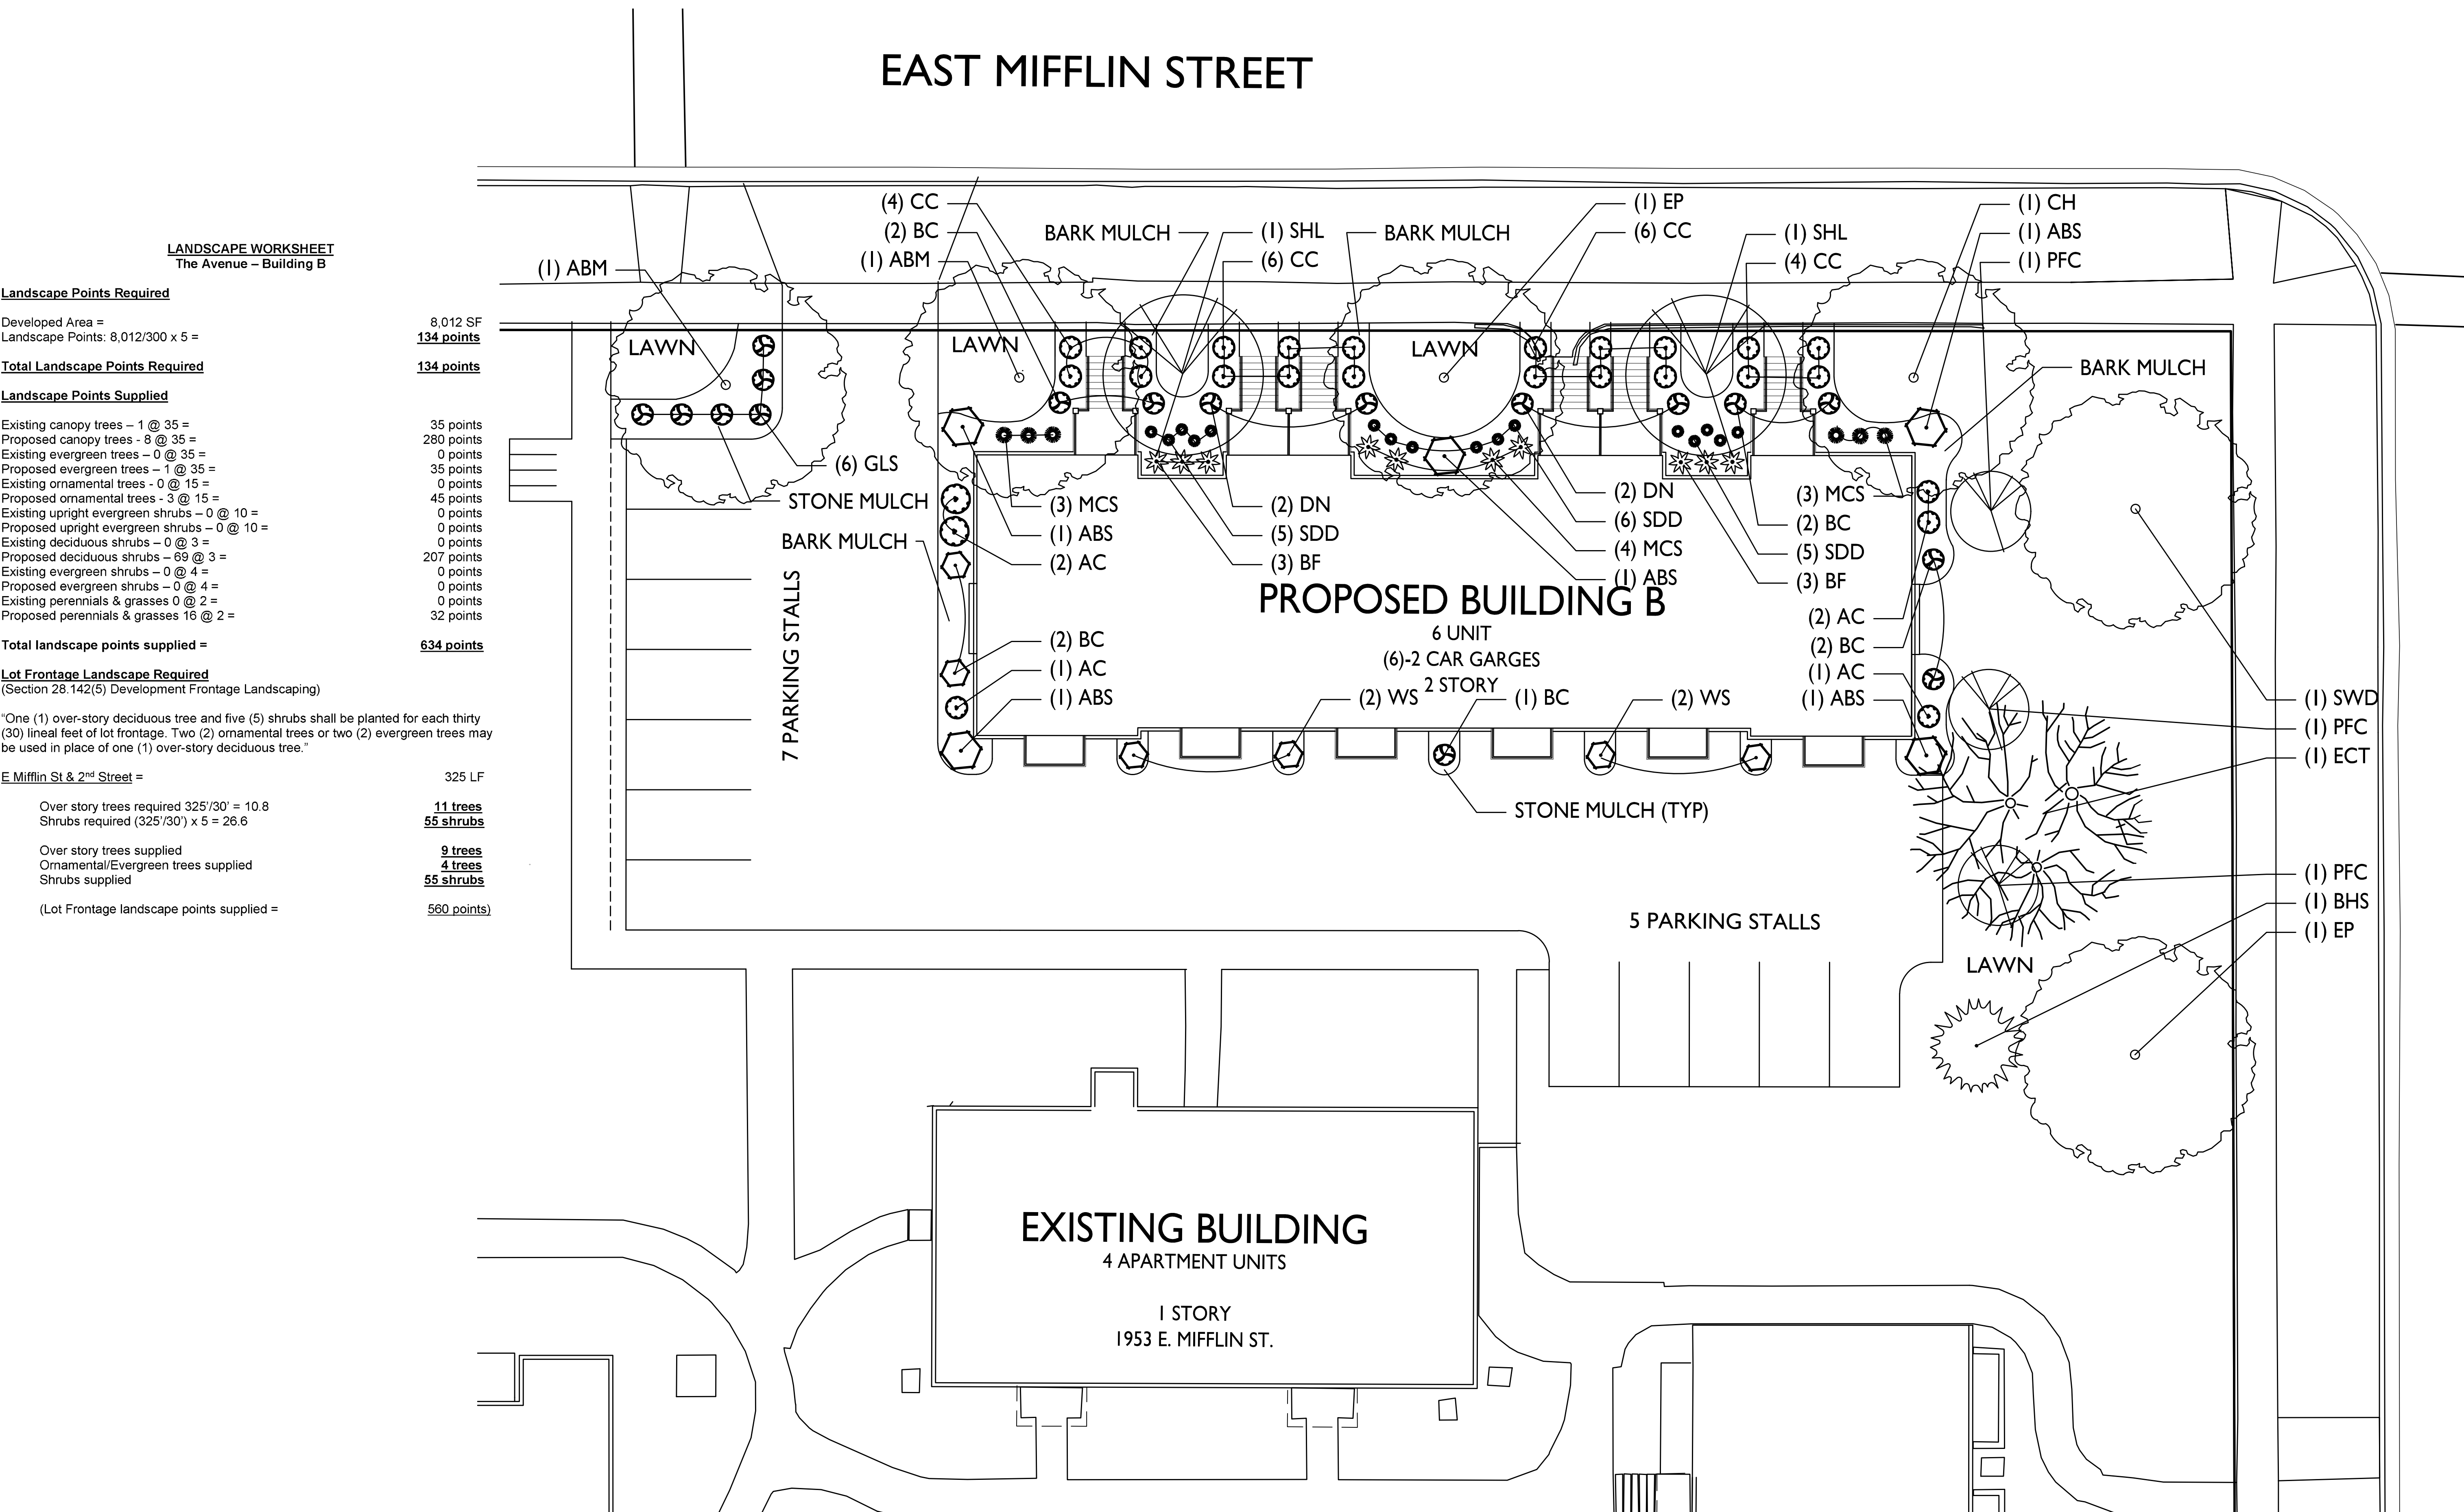 EAST MIFFLIN STREET
LANDSCAPE WORKSHEET
The Avenue – Building B
Landscape Points Required
Developed Area = 8,012 SF
Landscape Points: 8,012/300 x 5 = 134 points
Total Landscape Points Required 134 points
Landscape Points Supplied
Existing canopy trees – 1 @ 35 = 35 points
Proposed canopy trees - 8 @ 35 = 280 points
Existing evergreen trees – 0 @ 35 = 0 points
Proposed evergreen trees – 1 @ 35 = 35 points
Existing ornamental trees - 0 @ 15 = 0 points
Proposed ornamental trees - 3 @ 15 = 45 points
Existing upright evergreen shrubs – 0 @ 10 = 0 points
Proposed upright evergreen shrubs – 0 @ 10 = 0 points
Existing deciduous shrubs – 0 @ 3 = 0 points
Proposed deciduous shrubs – 69 @ 3 = 207 points
Existing evergreen shrubs – 0 @ 4 = 0 points
Proposed evergreen shrubs – 0 @ 4 = 0 points
Existing perennials & grasses 0 @ 2 = 0 points
Proposed perennials & grasses 16 @ 2 = 32 points
Total landscape points supplied = 634 points
Lot Frontage Landscape Required
(Section 28.142(5) Development Frontage Landscaping)
"One (1) over-story deciduous tree and five (5) shrubs shall be planted for each thirty
(30) lineal feet of lot frontage. Two (2) ornamental trees or two (2) evergreen trees may
be used in place of one (1) over-story deciduous tree."
E Mifflin St & 2nd Street = 325 LF
Over story trees required 325'/30' = 10.8 11 trees
Shrubs required (325'/30') x 5 = 26.6 55 shrubs
Over story trees supplied 9 trees
Ornamental/Evergreen trees supplied 4 trees
Shrubs supplied 55 shrubs
(Lot Frontage landscape points supplied = 560 points)
(1) ABM
(4) CC
(2) BC
(1) ABM
BARK MULCH
(1) SHL
(6) CC
BARK MULCH
(1) EP
(6) CC
(1) SHL
(4) CC
(1) CH
(1) ABS
(1) PFC
BARK MULCH
LAWN
LAWN
LAWN
(6) GLS
STONE MULCH
BARK MULCH
7 PARKING STALLS
(3) MCS
(1) ABS
(2) AC
(2) DN
(5) SDD
(3) BF
(2) DN
(6) SDD
(4) MCS
(1) ABS
(3) MCS
(2) BC
(5) SDD
(3) BF
PROPOSED BUILDING B
6 UNIT
(6)-2 CAR GARGES
2 STORY
(2) BC
(1) AC
(1) ABS
(2) WS
(1) BC
(2) WS
(2) AC
(2) BC
(1) AC
(1) ABS
STONE MULCH (TYP)
(1) SWD
(1) PFC
(1) ECT
(1) PFC
(1) BHS
(1) EP
5 PARKING STALLS
LAWN
EXISTING BUILDING
4 APARTMENT UNITS
1 STORY
1953 E. MIFFLIN ST.